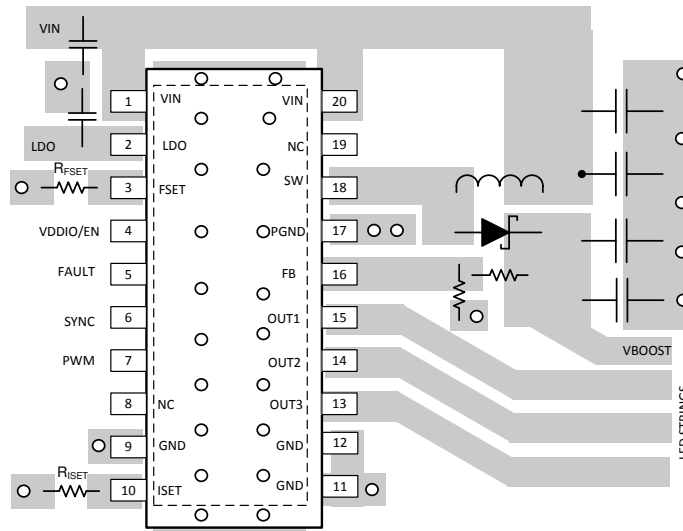 VIN
1 VIN VIN 20
LDO 2 LDO NC 19
RFSET 3 FSET SW 18
VDDIO/EN 4 PGND 17
FAULT 5 FB 16
SYNC 6 OUT1 15
PWM 7 OUT2 14
8 NC OUT3 13
9 GND GND 12
RISET 10 ISET GND 11
VBOOST
LED STRINGS